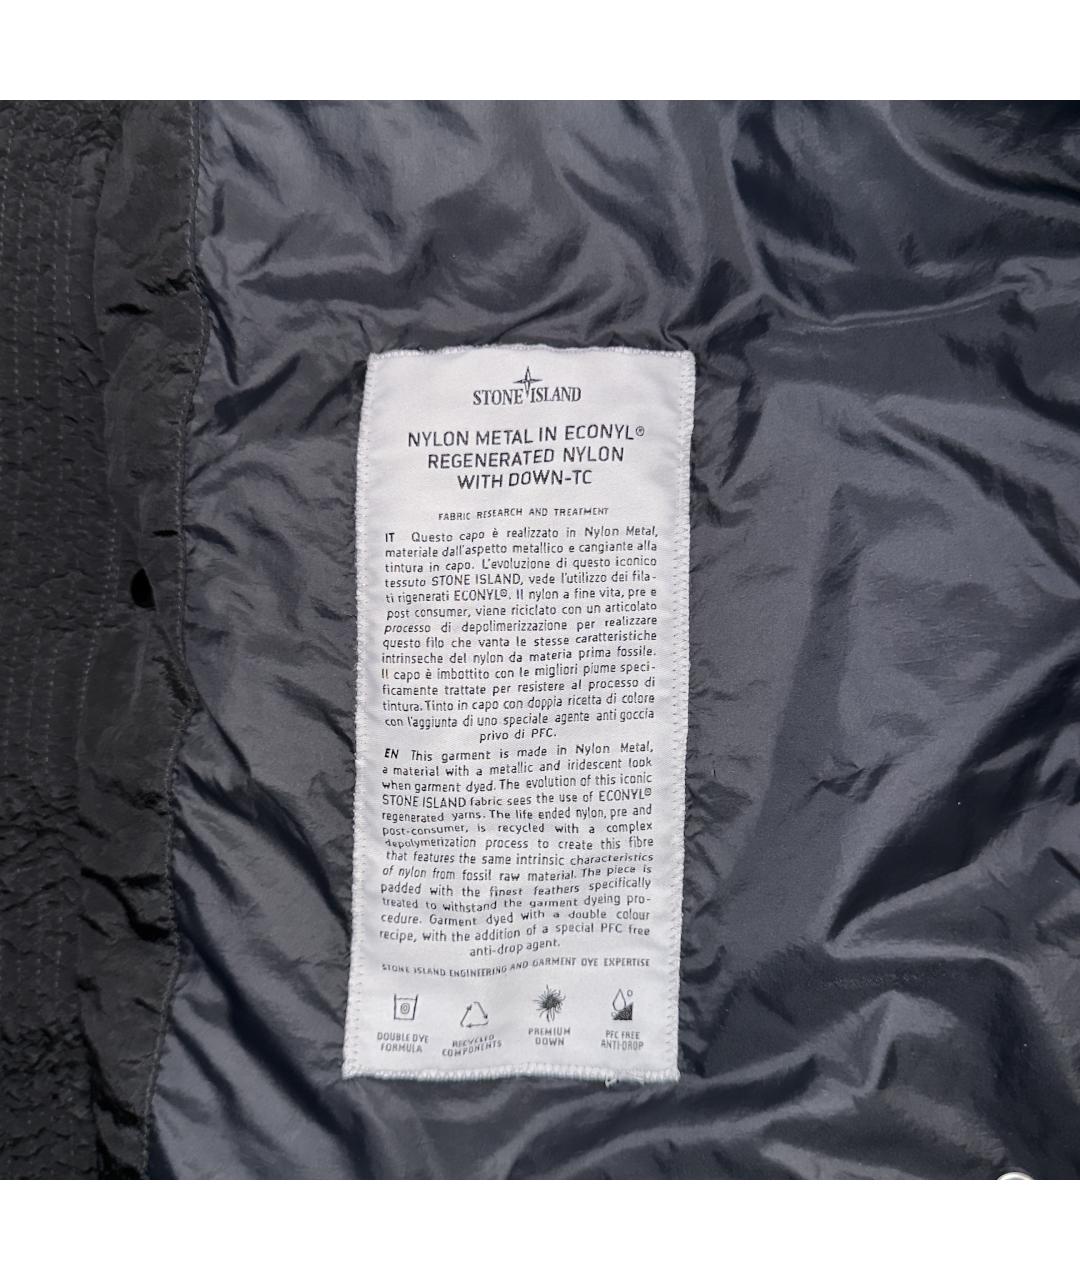 STONE ISLAND
NYLON METAL IN ECONYL®
REGENERATED NYLON
WITH DOWN-TC
FABRIC RESEARCH AND TREATMENT
IT Questo capo è realizzato in Nylon Metal,
materiale dall'aspetto metallico e cangiante alla
tintura in capo. L'evoluzione di questo iconico
tessuto STONE ISLAND, vede l'utilizzo dei fila-
ti rigenerati ECONYL®. Il nylon a fine vita, pre e
post consumer, viene riciclato con un articolato
processo di depolimerizzazione per realizzare
questo filo che vanta le stesse caratteristiche
intrinseche del nylon da materia prima fossile.
Il capo è imbottito con le migliori piume speci-
ficamente trattate per resistere al processo di
tintura. Tinto in capo con doppia ricetta di colore
con l'aggiunta di uno speciale agente anti goccia
privo di PFC.
EN This garment is made in Nylon Metal,
a material with a metallic and iridescent look
when garment dyed. The evolution of this iconic
STONE ISLAND fabric sees the use of ECONYL®
regenerated yarns. The life ended nylon, pre and
post-consumer, is recycled with a complex
depolymerization process to create this fibre
that features the same intrinsic characteristics
of nylon from fossil raw material. The piece is
padded with the finest feathers specifically
treated to withstand the garment dyeing pro-
cedure. Garment dyed with a double colour
recipe, with the addition of a special PFC free
anti-drop agent.
STONE ISLAND ENGINEERING AND GARMENT DYE EXPERTISE
DOUBLE DYE RECYCLED PREMIUM PFC FREE
FORMULA COMPONENTS DOWN ANTI-DROP